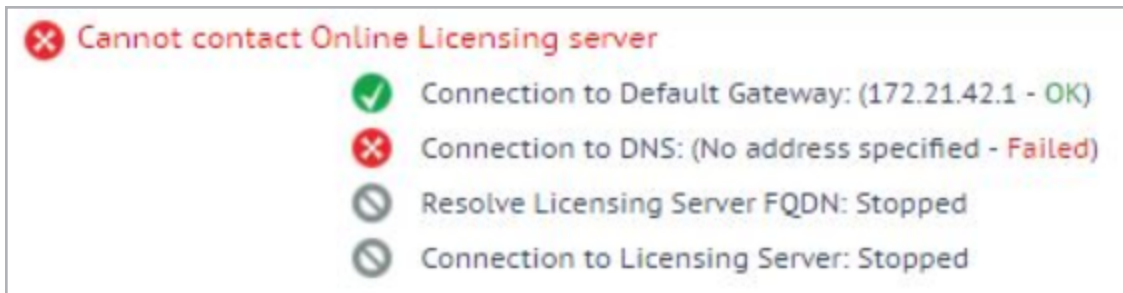 Cannot contact Online Licensing server
Connection to Default Gateway: (172.21.42.1 - OK)
Connection to DNS: (No address specified - Failed)
Resolve Licensing Server FQDN: Stopped
Connection to Licensing Server: Stopped